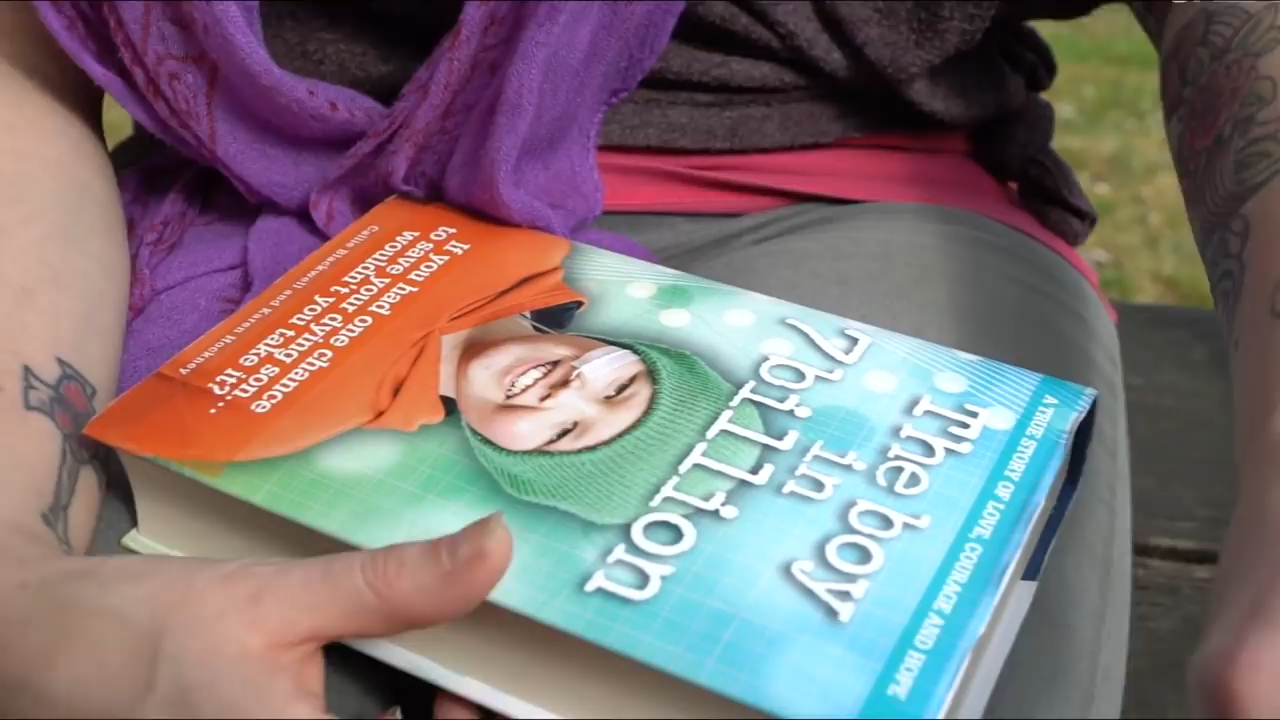 A TRUE STORY OF LOVE, COURAGE AND HOPE
The boy
in
7billion
If you had one chance
to save your dying son...
wouldn't you take it?
Callie Blackwell and Karen Hockney